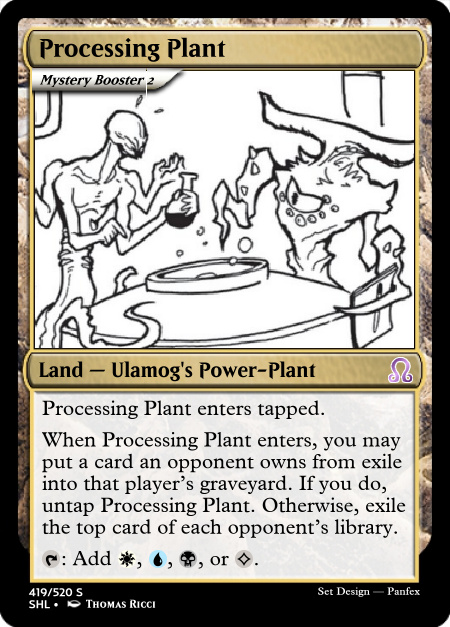 Processing Plant
Mystery Booster 2
Land — Ulamog's Power-Plant
Processing Plant enters tapped.
When Processing Plant enters, you may
put a card an opponent owns from exile
into that player's graveyard. If you do,
untap Processing Plant. Otherwise, exile
the top card of each opponent's library.
: Add , , , or .
419/520 S
SHL • Thomas Ricci
Set Design — Panfex